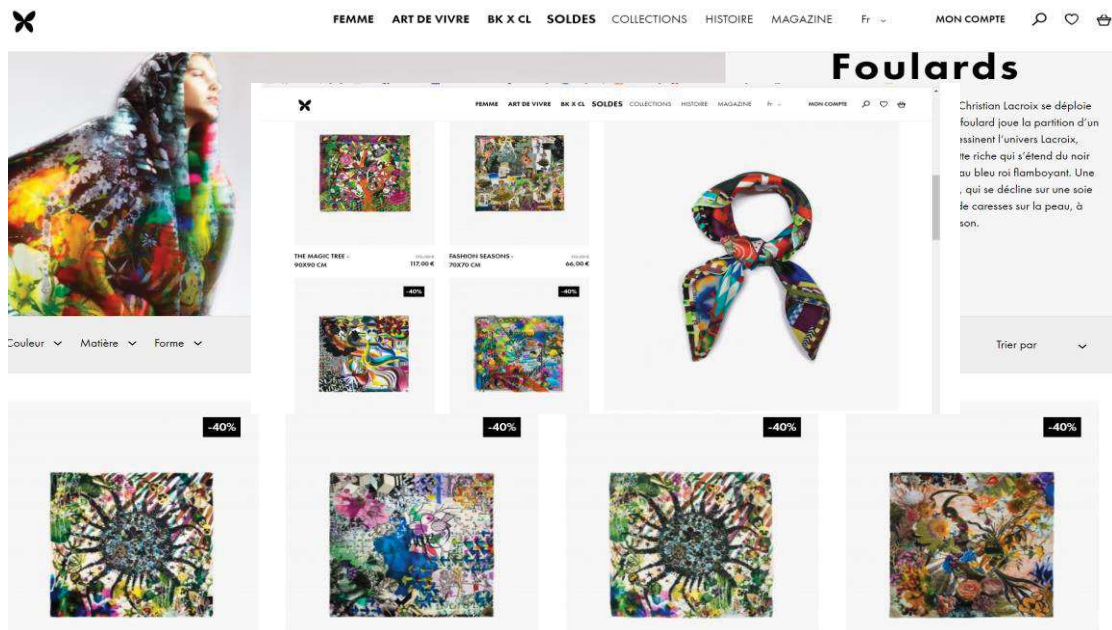 FEMME ART DE VIVRE BK X CL SOLDES COLLECTIONS HISTOIRE MAGAZINE Fr MON COMPTE
Foulards
Christian Lacroix se déploie
foulard joue la partition d'un
essinent l'univers Lacroix,
tte riche qui s'étend du noir
au bleu roi flamboyant. Une
, qui se décline sur une soie
de caresses sur la peau, à
son.
FEMME ART DE VIVRE BK X CL SOLDES COLLECTIONS HISTOIRE MAGAZINE Fr MON COMPTE
THE MAGIC TREE -
90X90 CM
117,00 €
FASHION SEASONS -
70X70 CM
66,00 €
-40%
-40%
Couleur Matière Forme
Trier par
-40%
-40%
-40%
-40%